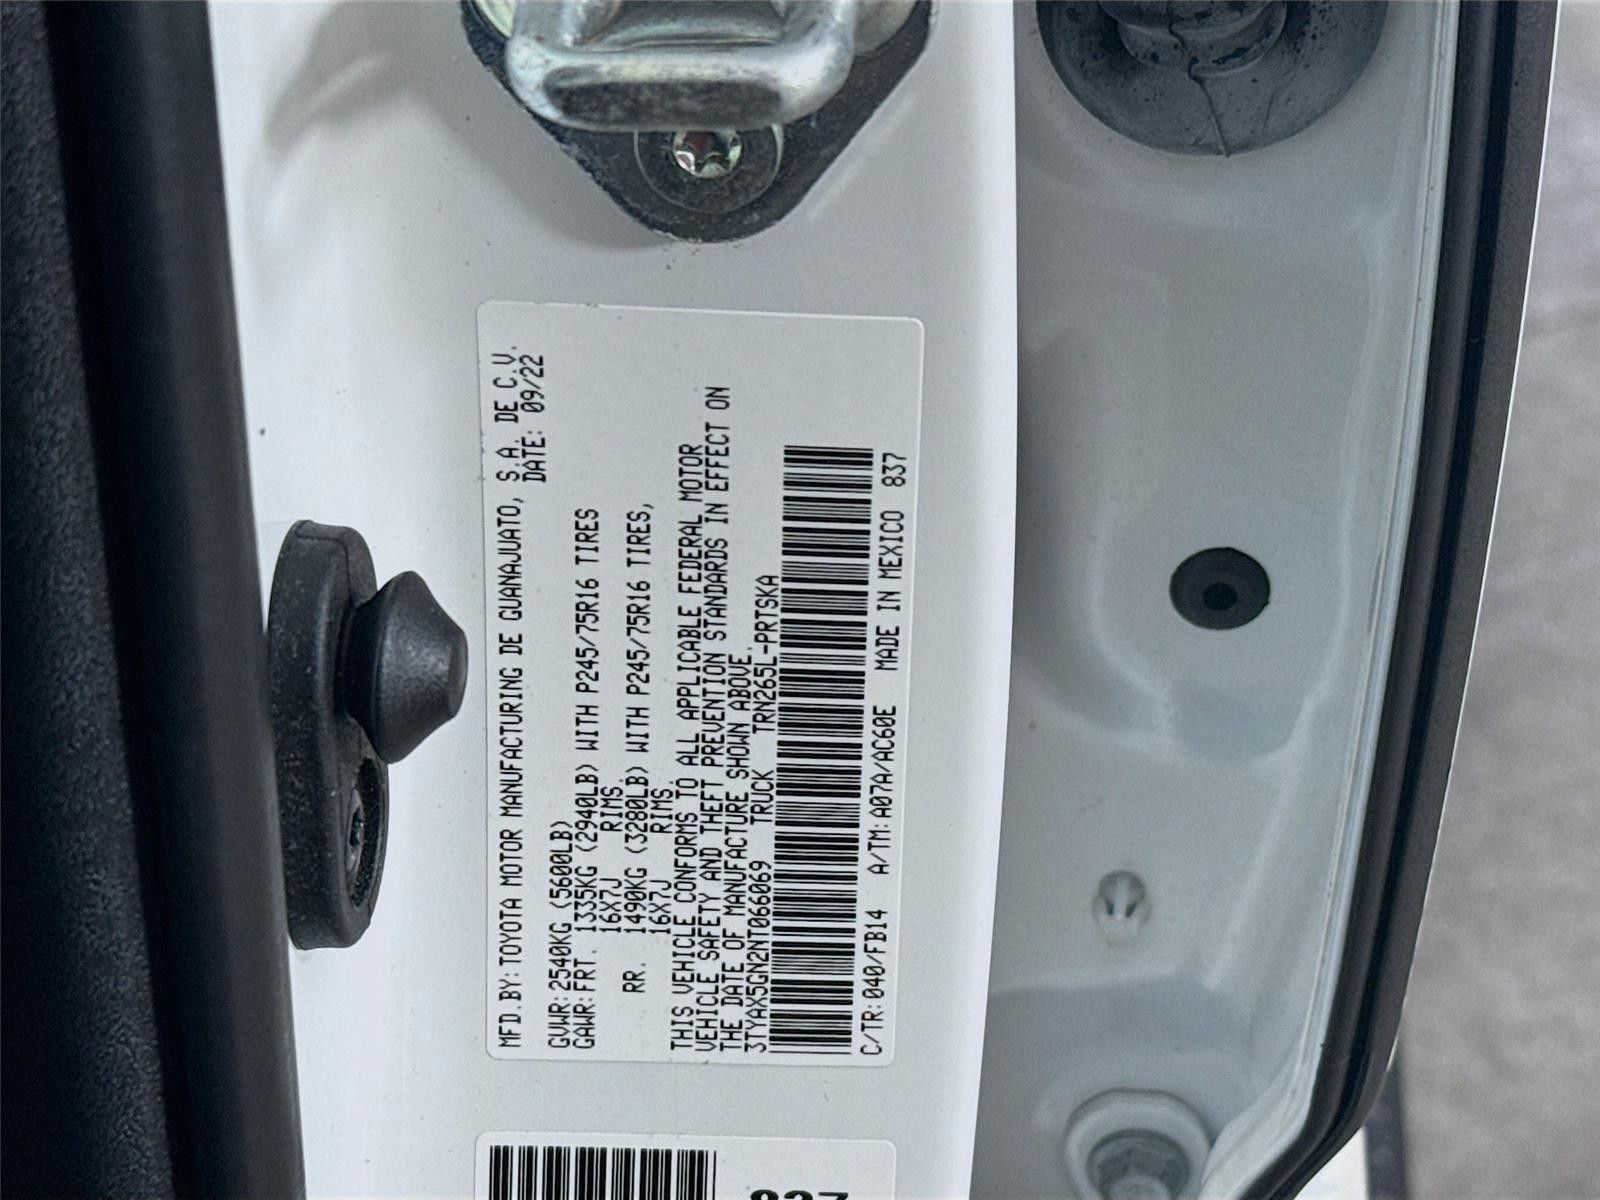 MFD.BY:TOYOTA MOTOR MANUFACTURING DE GUANAJUATO, S.A. DE C.V.
DATE: 09/22
GVWR:2540KG (5600LB)
GAWR:FRT. 1335KG (2940LB) WITH P245/75R16 TIRES
16X7J RIMS.
RR. 1490KG (3280LB) WITH P245/75R16 TIRES,
16X7J RIMS.
THIS VEHICLE CONFORMS TO ALL APPLICABLE FEDERAL MOTOR
VEHICLE SAFETY AND THEFT PREVENTION STANDARDS IN EFFECT ON
THE DATE OF MANUFACTURE SHOWN ABOVE.
3TYAX5GN2NT066069 TRUCK TRN265L-PRTSKA
C/TR:040/FB14 A/TM:A07A/AC60E MADE IN MEXICO 837
837